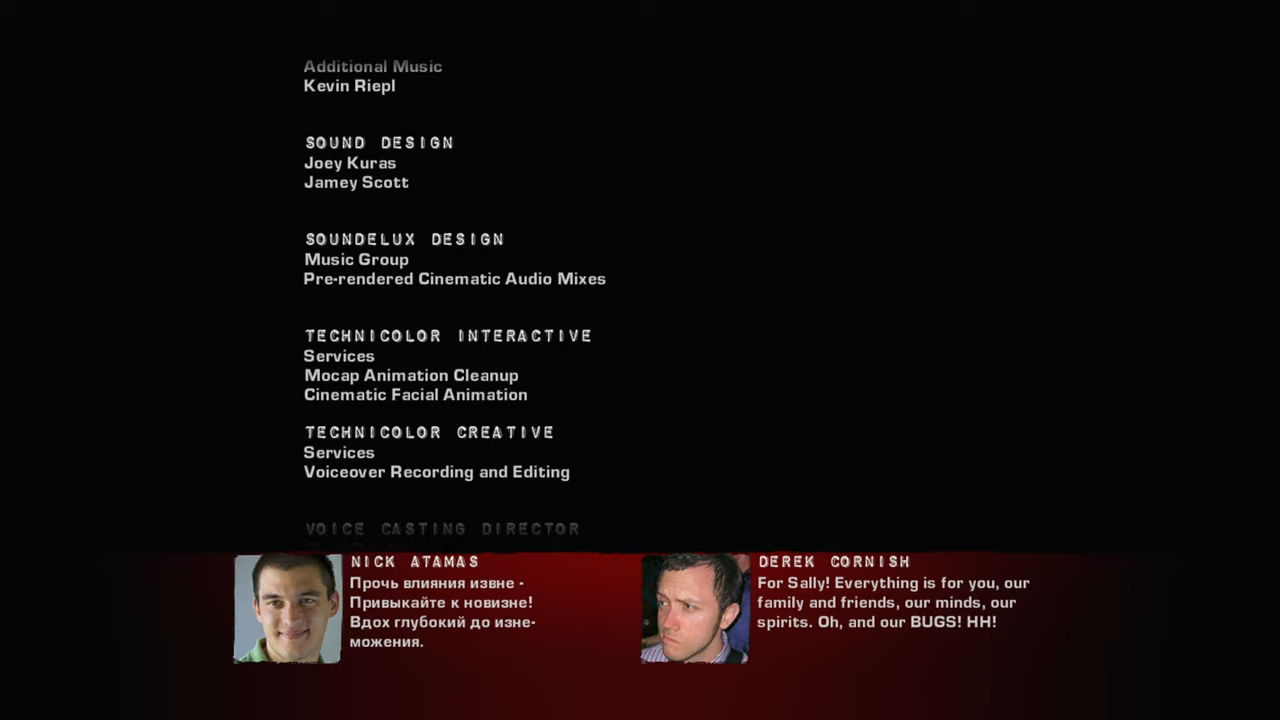 Additional Music
Kevin Riepl
SOUND DESIGN
Joey Kuras
Jamey Scott
SOUNDELUX DESIGN
Music Group
Pre-rendered Cinematic Audio Mixes
TECHNICOLOR INTERACTIVE
Services
Mocap Animation Cleanup
Cinematic Facial Animation
TECHNICOLOR CREATIVE
Services
Voiceover Recording and Editing
VOICE CASTING DIRECTOR
NICK ATAMAS
Прочь влияния извне -
Привыкайте к новизне!
Вдох глубокий до изне-
можения.
DEREK CORNISH
For Sally! Everything is for you, our
family and friends, our minds, our
spirits. Oh, and our BUGS! HH!